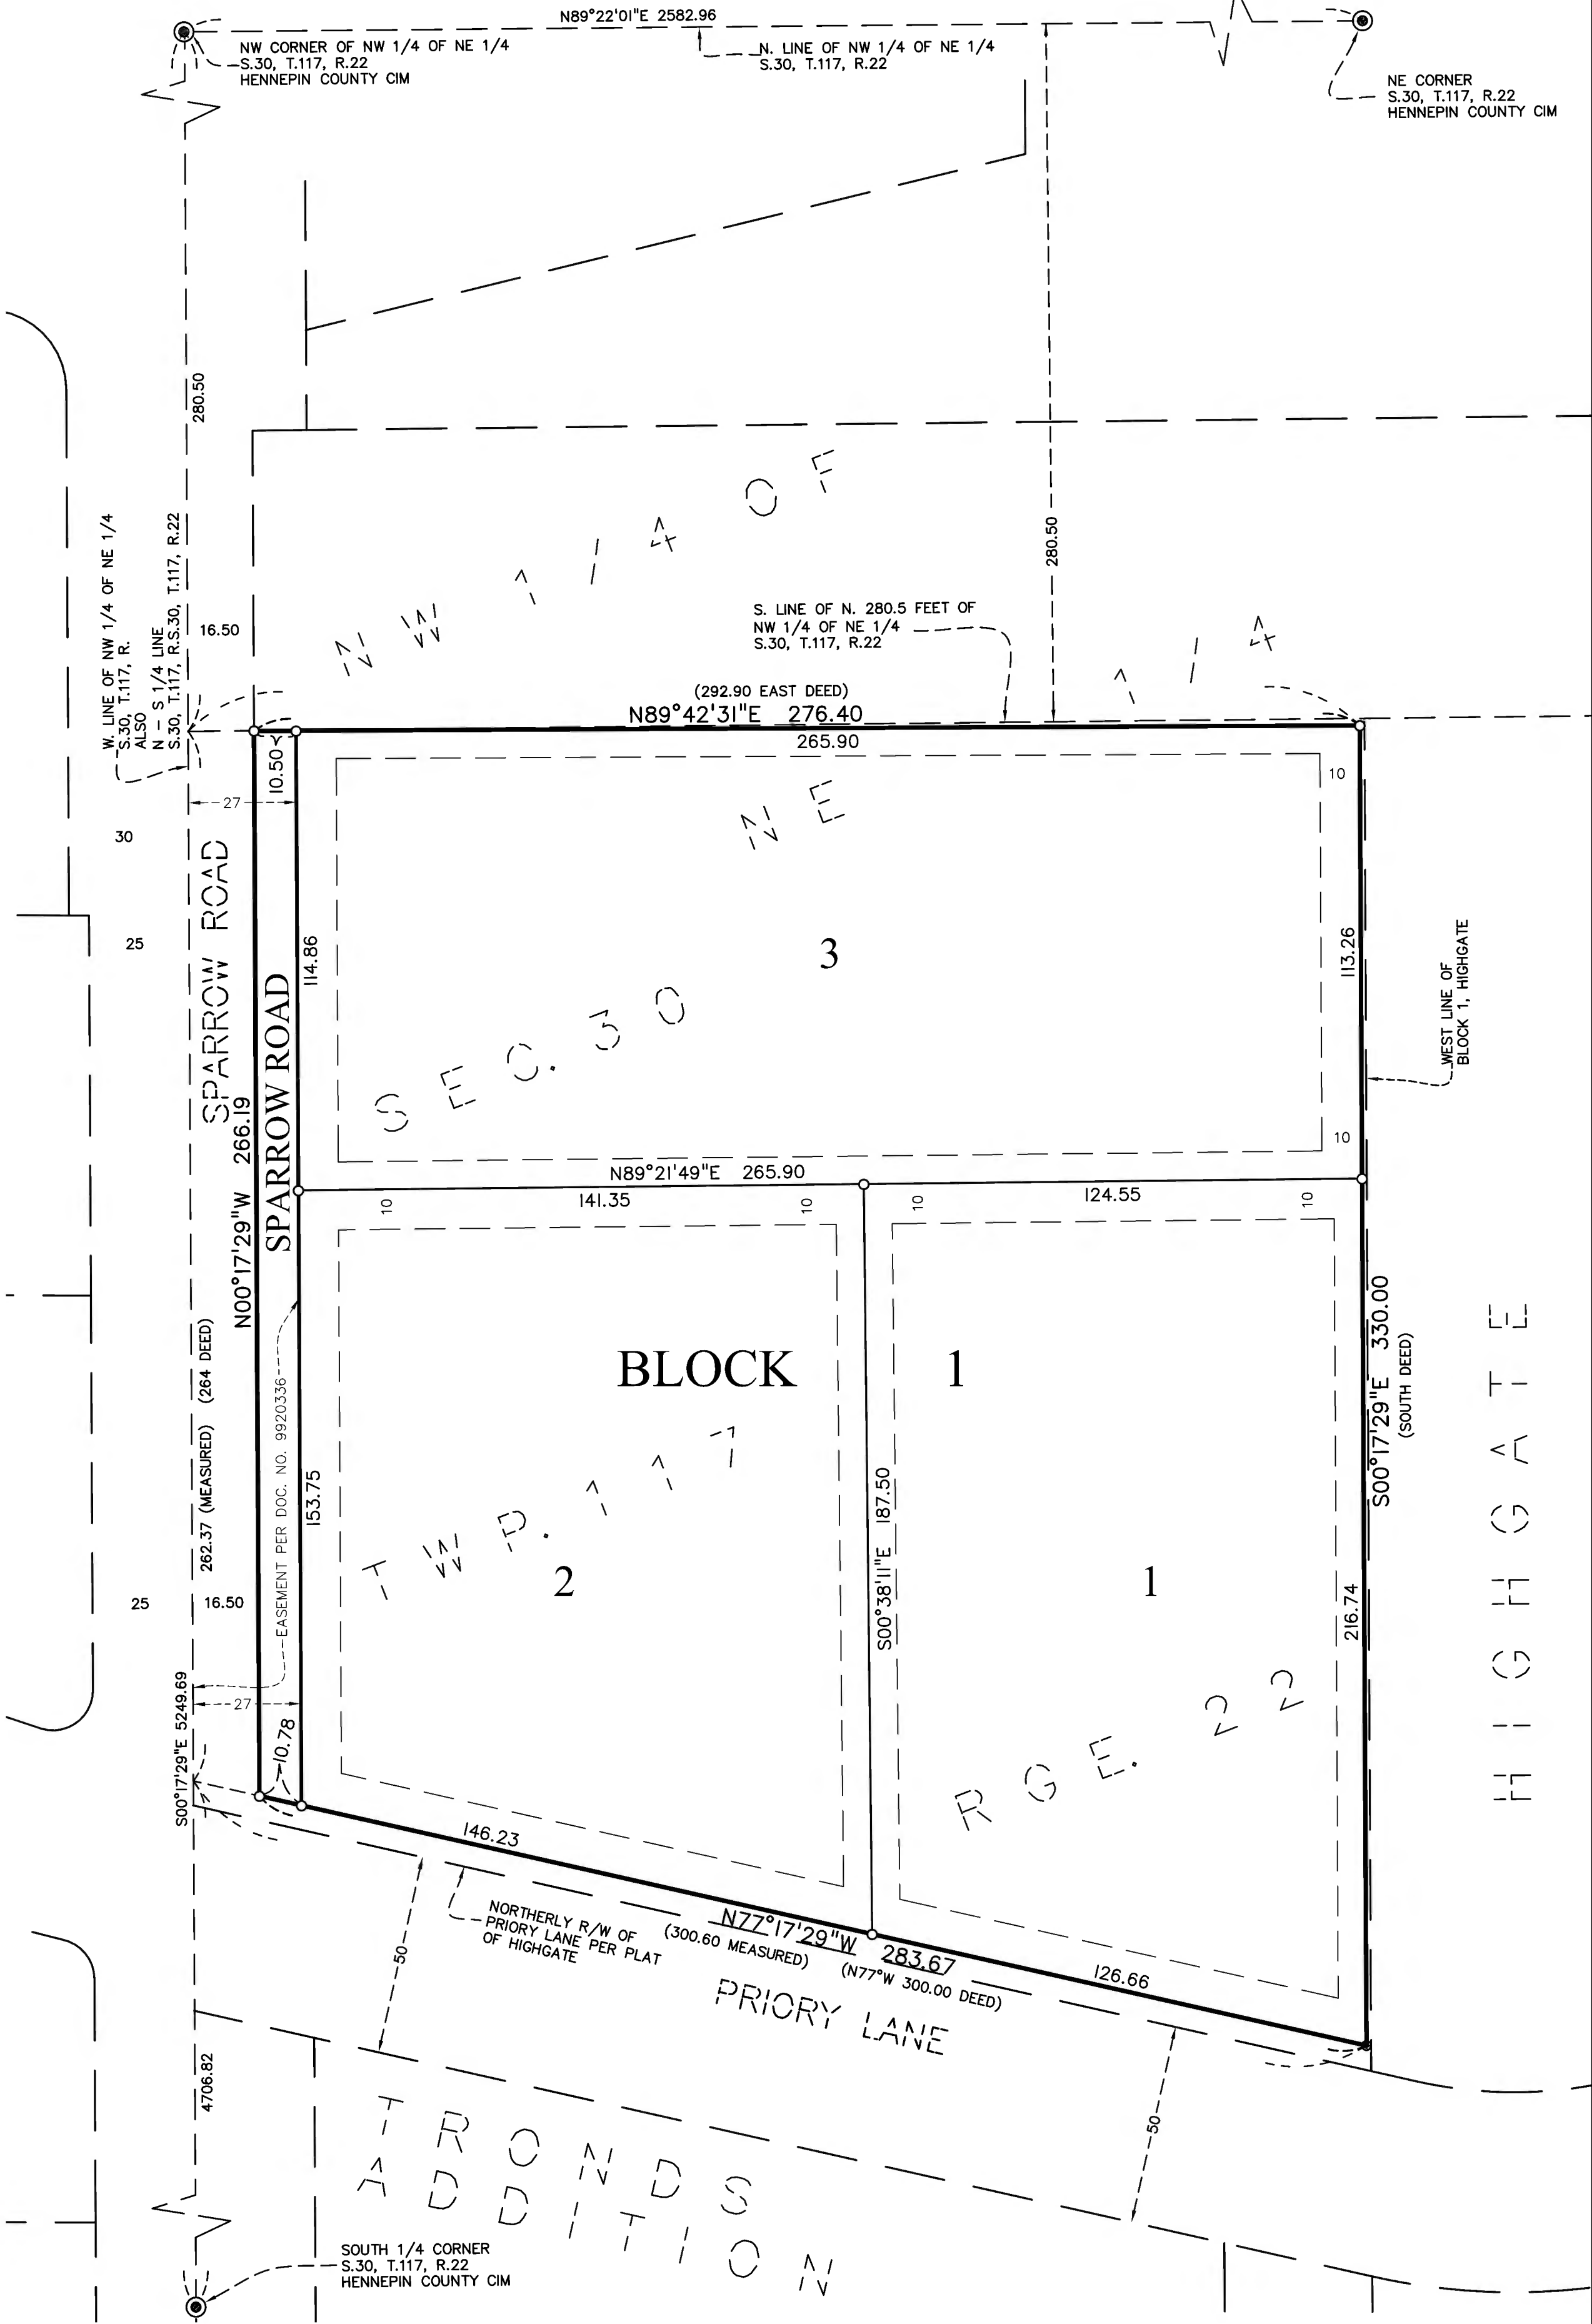 N89°22'01"E 2582.96
NW CORNER OF NW 1/4 OF NE 1/4
S.30, T.117, R.22
HENNEPIN COUNTY CIM
N. LINE OF NW 1/4 OF NE 1/4
S.30, T.117, R.22
NE CORNER
S.30, T.117, R.22
HENNEPIN COUNTY CIM
280.50
280.50
W. LINE OF NW 1/4 OF NE 1/4
S.30, T.117, R.
ALSO
N - S 1/4 LINE
S.30, T.117, R.S.30, T.117, R.22
16.50
NW 1/4 OF
S. LINE OF N. 280.5 FEET OF
NW 1/4 OF NE 1/4
S.30, T.117, R.22
NE 1/4
(292.90 EAST DEED)
N89°42'31"E 276.40
265.90
10.50
10
27
30
25
SPARROW ROAD
SPARROW ROAD
N00°17'29"W 266.19
114.86
3
113.26
SEC. 30
WEST LINE OF
BLOCK 1, HIGHGATE
10
N89°21'49"E 265.90
10
141.35
10
10
124.55
10
BLOCK 1
262.37 (MEASURED) (264 DEED)
EASEMENT PER DOC. NO. 9920336
153.75
TWP. 117
2
S00°38'11"E 187.50
1
216.74
S00°17'29"E 330.00
(SOUTH DEED)
HIGHGATE
25
16.50
RGE. 22
S00°17'29"E 5249.69
27
10.78
146.23
NORTHERLY R/W OF
PRIORY LANE PER PLAT
OF HIGHGATE
N77°17'29"W 283.67
(300.60 MEASURED)
(N77°W 300.00 DEED)
126.66
50
PRIORY LANE
50
4706.82
TRONDS
ADDITION
SOUTH 1/4 CORNER
S.30, T.117, R.22
HENNEPIN COUNTY CIM